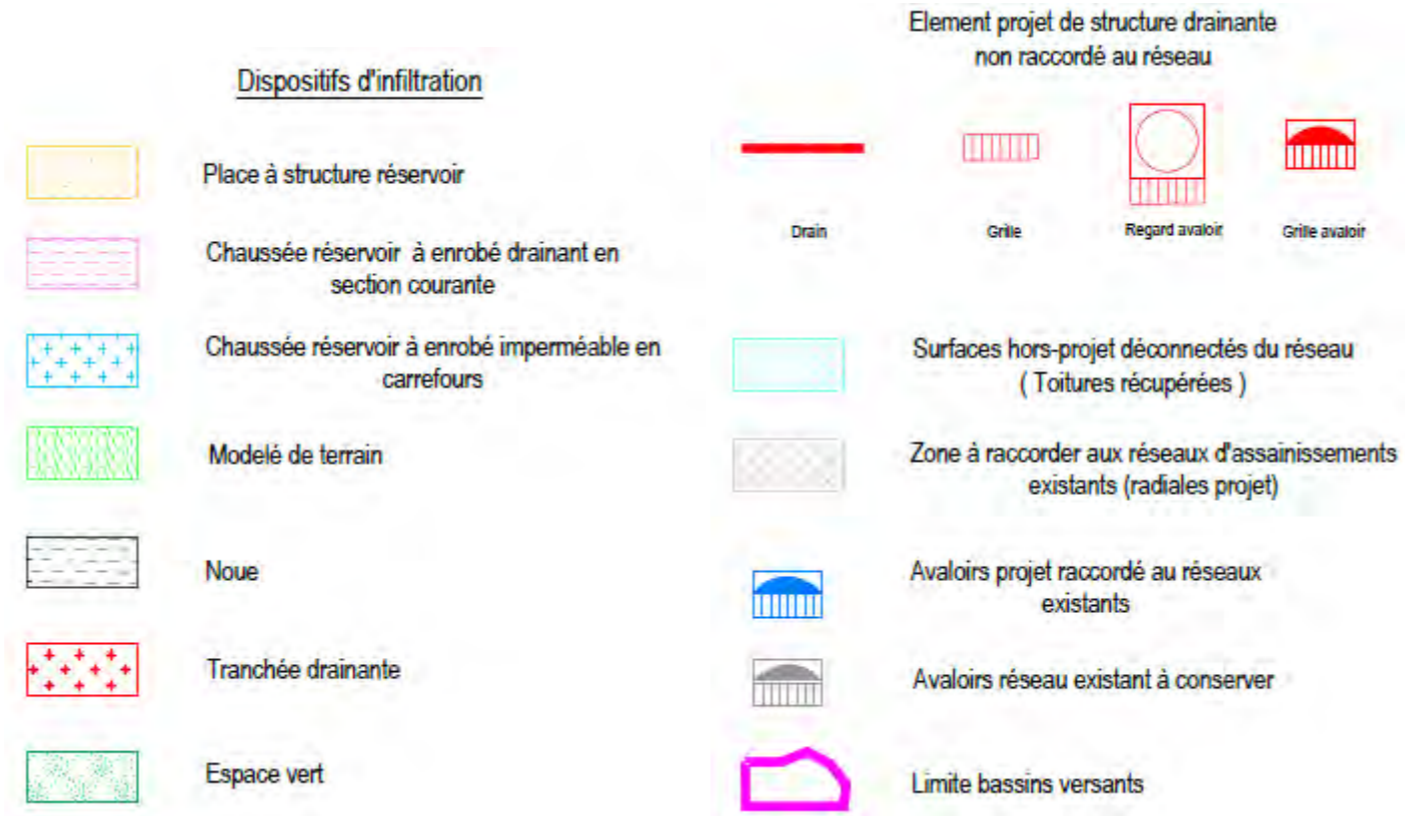 Dispositifs d'infiltration
Place à structure réservoir
Chaussée réservoir à enrobé drainant en
section courante
Chaussée réservoir à enrobé imperméable en
carrefours
Modelé de terrain
Noue
Tranchée drainante
Espace vert
Element projet de structure drainante
non raccordé au réseau
Drain
Grille
Regard avaloir
Grille avaloir
Surfaces hors-projet déconnectés du réseau
( Toitures récupérées )
Zone à raccorder aux réseaux d'assainissements
existants (radiales projet)
Avaloirs projet raccordé au réseaux
existants
Avaloirs réseau existant à conserver
Limite bassins versants